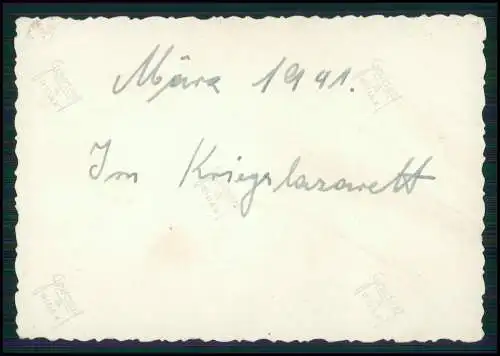 März 1941.
Im Kriegslazarett